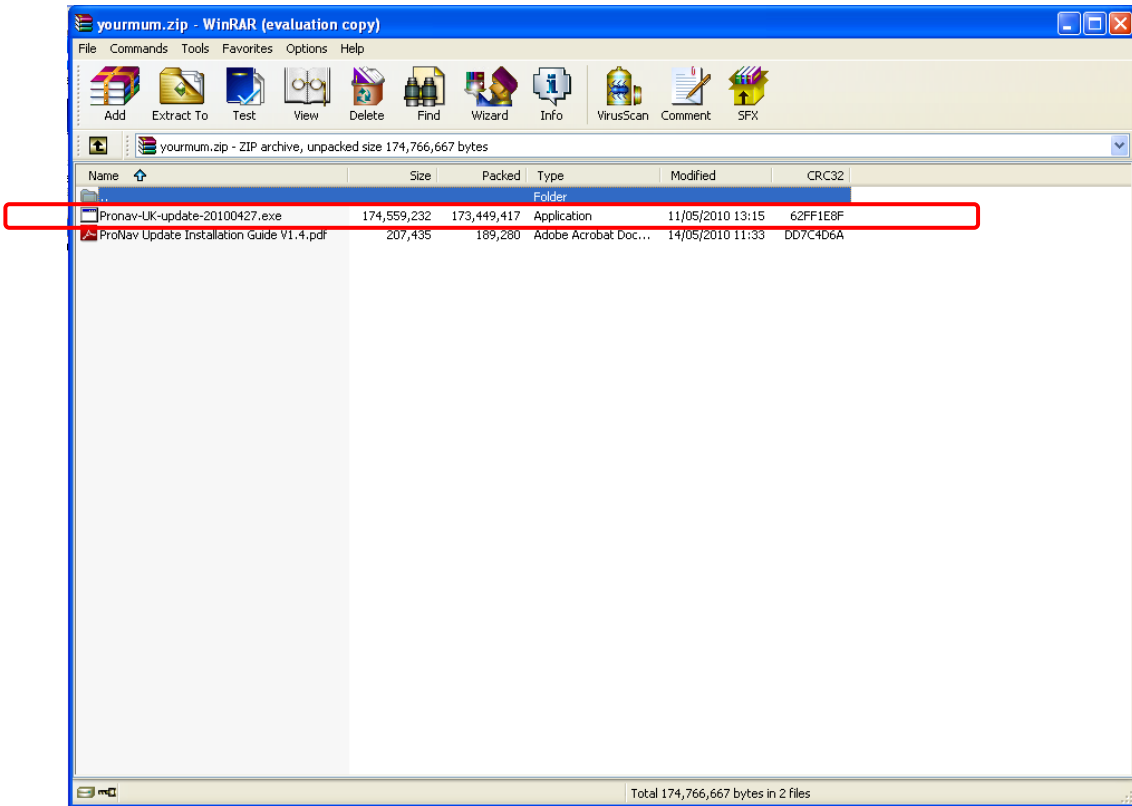 yourmum.zip - WinRAR (evaluation copy)
File Commands Tools Favorites Options Help
Add Extract To Test View Delete Find Wizard Info VirusScan Comment SFX
yourmum.zip - ZIP archive, unpacked size 174,766,667 bytes
Name Size Packed Type Modified CRC32
.. Folder
Pronav-UK-update-20100427.exe 174,559,232 173,449,417 Application 11/05/2010 13:15 62FF1E8F
ProNav Update Installation Guide V1.4.pdf 207,435 189,280 Adobe Acrobat Doc... 14/05/2010 11:33 DD7C4D6A
Total 174,766,667 bytes in 2 files